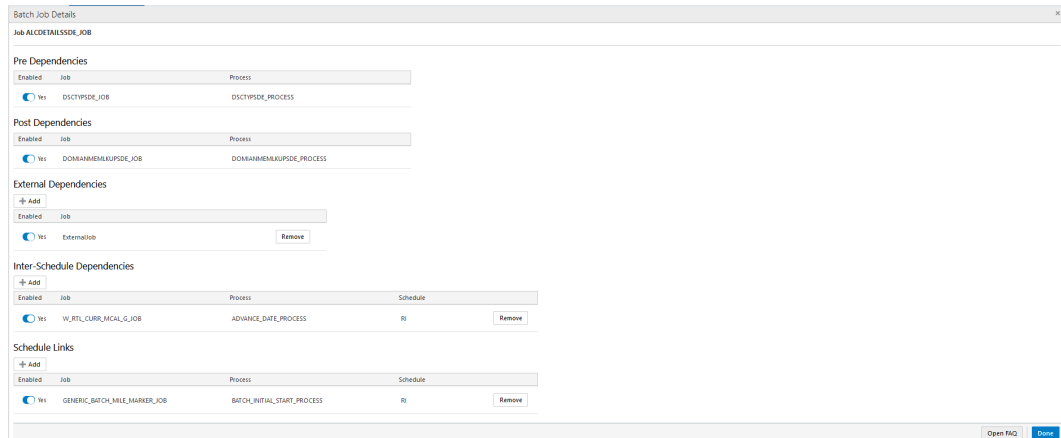 Batch Job Details ×
Job ALCDETAILSSDE_JOB
Pre Dependencies
Enabled Job Process
Yes DSCTYPSDE_JOB DSCTYPSDE_PROCESS
Post Dependencies
Enabled Job Process
Yes DOMIANMEMLKUPSDE_JOB DOMIANMEMLKUPSDE_PROCESS
External Dependencies
+ Add
Enabled Job
Yes ExternalJob Remove
Inter-Schedule Dependencies
+ Add
Enabled Job Process Schedule
Yes W_RTL_CURR_MCAL_G_JOB ADVANCE_DATE_PROCESS RI Remove
Schedule Links
+ Add
Enabled Job Process Schedule
Yes GENERIC_BATCH_MILE_MARKER_JOB BATCH_INITIAL_START_PROCESS RI Remove
Open FAQ Done